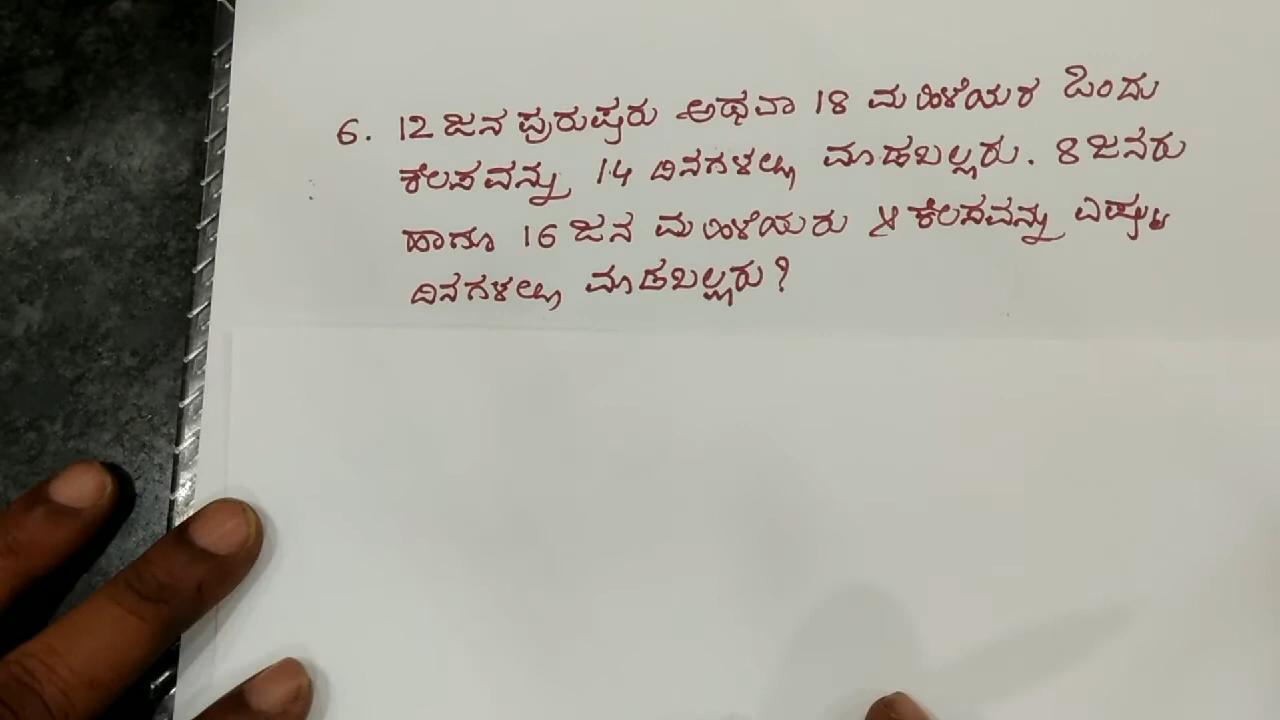 6. 12 ಜನ ಪುರುಷರು ಅಥವಾ 18 ಮಹಿಳೆಯರ ಒಂದು
ಕೆಲಸವನ್ನು 14 ದಿನಗಳಲ್ಲಿ ಮಾಡಬಲ್ಲರು. 8 ಜನರು
ಹಾಗೂ 16 ಜನ ಮಹಿಳೆಯರು ಈ ಕೆಲಸವನ್ನು ಎಷ್ಟು
ದಿನಗಳಲ್ಲಿ ಮಾಡಬಲ್ಲರು?